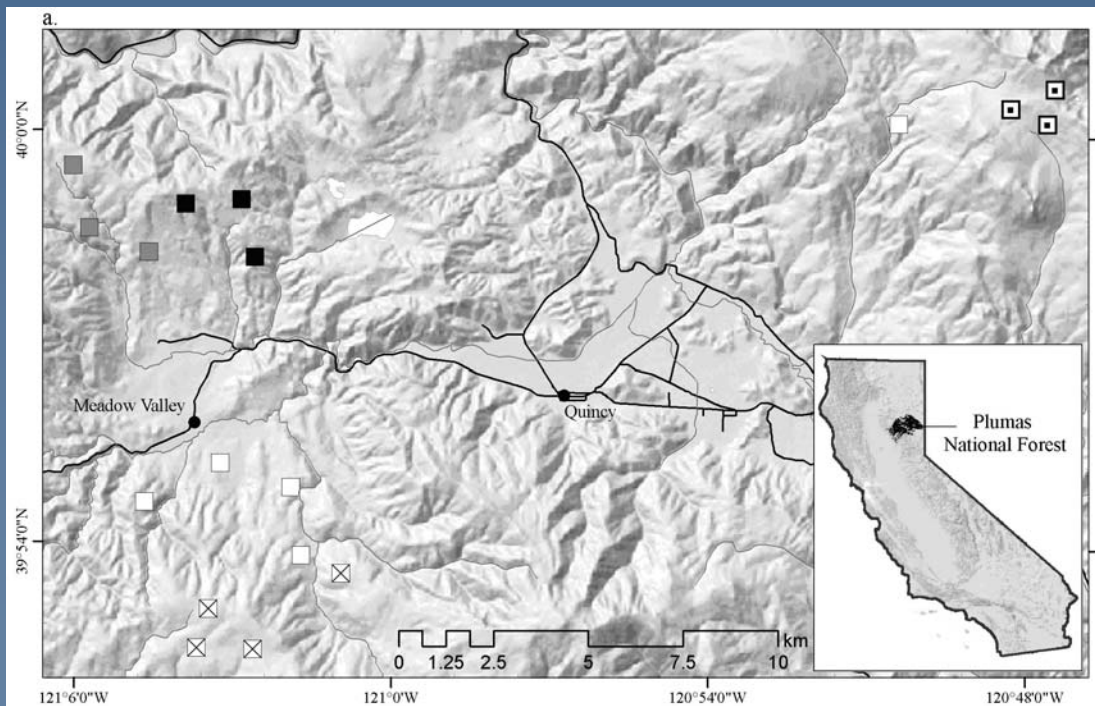 a.
40°0'0"N
Meadow Valley
Quincy
Plumas
National Forest
39°54'0"N
km
0 1.25 2.5 5 7.5 10
121°6'0"W 121°0'W 120°54'0"W 120°48'0"W